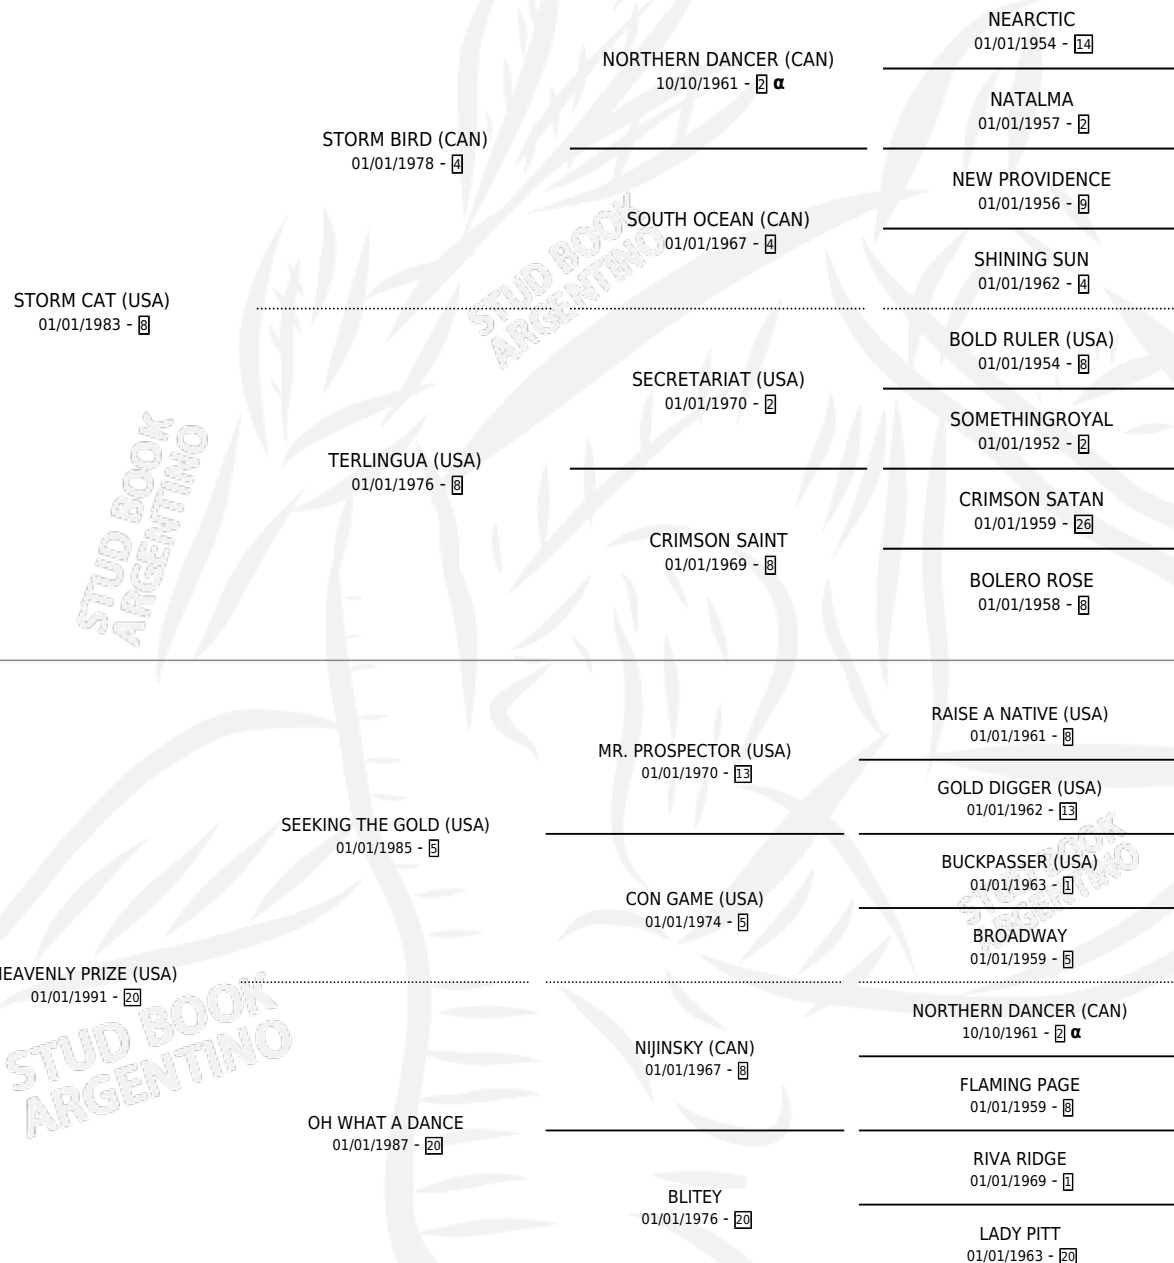 NEARCTIC
01/01/1954 - 14
NORTHERN DANCER (CAN)
10/10/1961 - 2 α
NATALMA
01/01/1957 - 2
STORM BIRD (CAN)
01/01/1978 - 4
NEW PROVIDENCE
01/01/1956 - 9
SOUTH OCEAN (CAN)
01/01/1967 - 4
SHINING SUN
01/01/1962 - 4
STORM CAT (USA)
01/01/1983 - 8
BOLD RULER (USA)
01/01/1954 - 8
SECRETARIAT (USA)
01/01/1970 - 2
SOMETHINGROYAL
01/01/1952 - 2
TERLINGUA (USA)
01/01/1976 - 8
CRIMSON SATAN
01/01/1959 - 26
CRIMSON SAINT
01/01/1969 - 8
BOLERO ROSE
01/01/1958 - 8
RAISE A NATIVE (USA)
01/01/1961 - 8
MR. PROSPECTOR (USA)
01/01/1970 - 13
GOLD DIGGER (USA)
01/01/1962 - 13
SEEKING THE GOLD (USA)
01/01/1985 - 5
BUCKPASSER (USA)
01/01/1963 - 1
CON GAME (USA)
01/01/1974 - 5
BROADWAY
01/01/1959 - 5
HEAVENLY PRIZE (USA)
01/01/1991 - 20
NORTHERN DANCER (CAN)
10/10/1961 - 2 α
NIJINSKY (CAN)
01/01/1967 - 8
FLAMING PAGE
01/01/1959 - 8
OH WHAT A DANCE
01/01/1987 - 20
RIVA RIDGE
01/01/1969 - 1
BLITEY
01/01/1976 - 20
LADY PITT
01/01/1963 - 20
STUD BOOK
ARGENTINO
STUD BOOK
ARGENTINO
STUD BOOK
ARGENTINO
STUD BOOK
ARGENTINO